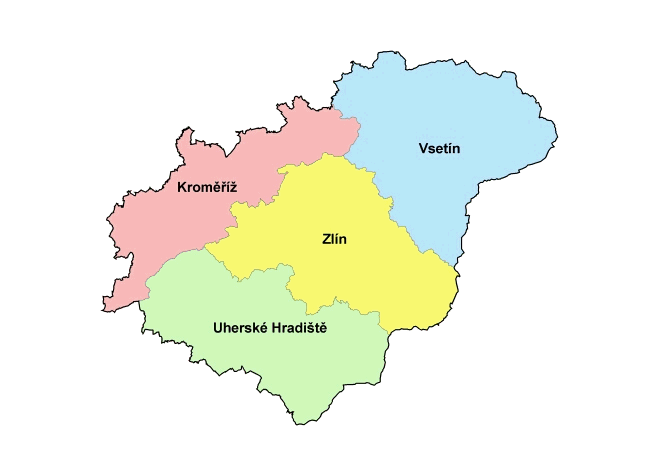 Vsetín
Kroměříž
Zlín
Uherské Hradiště